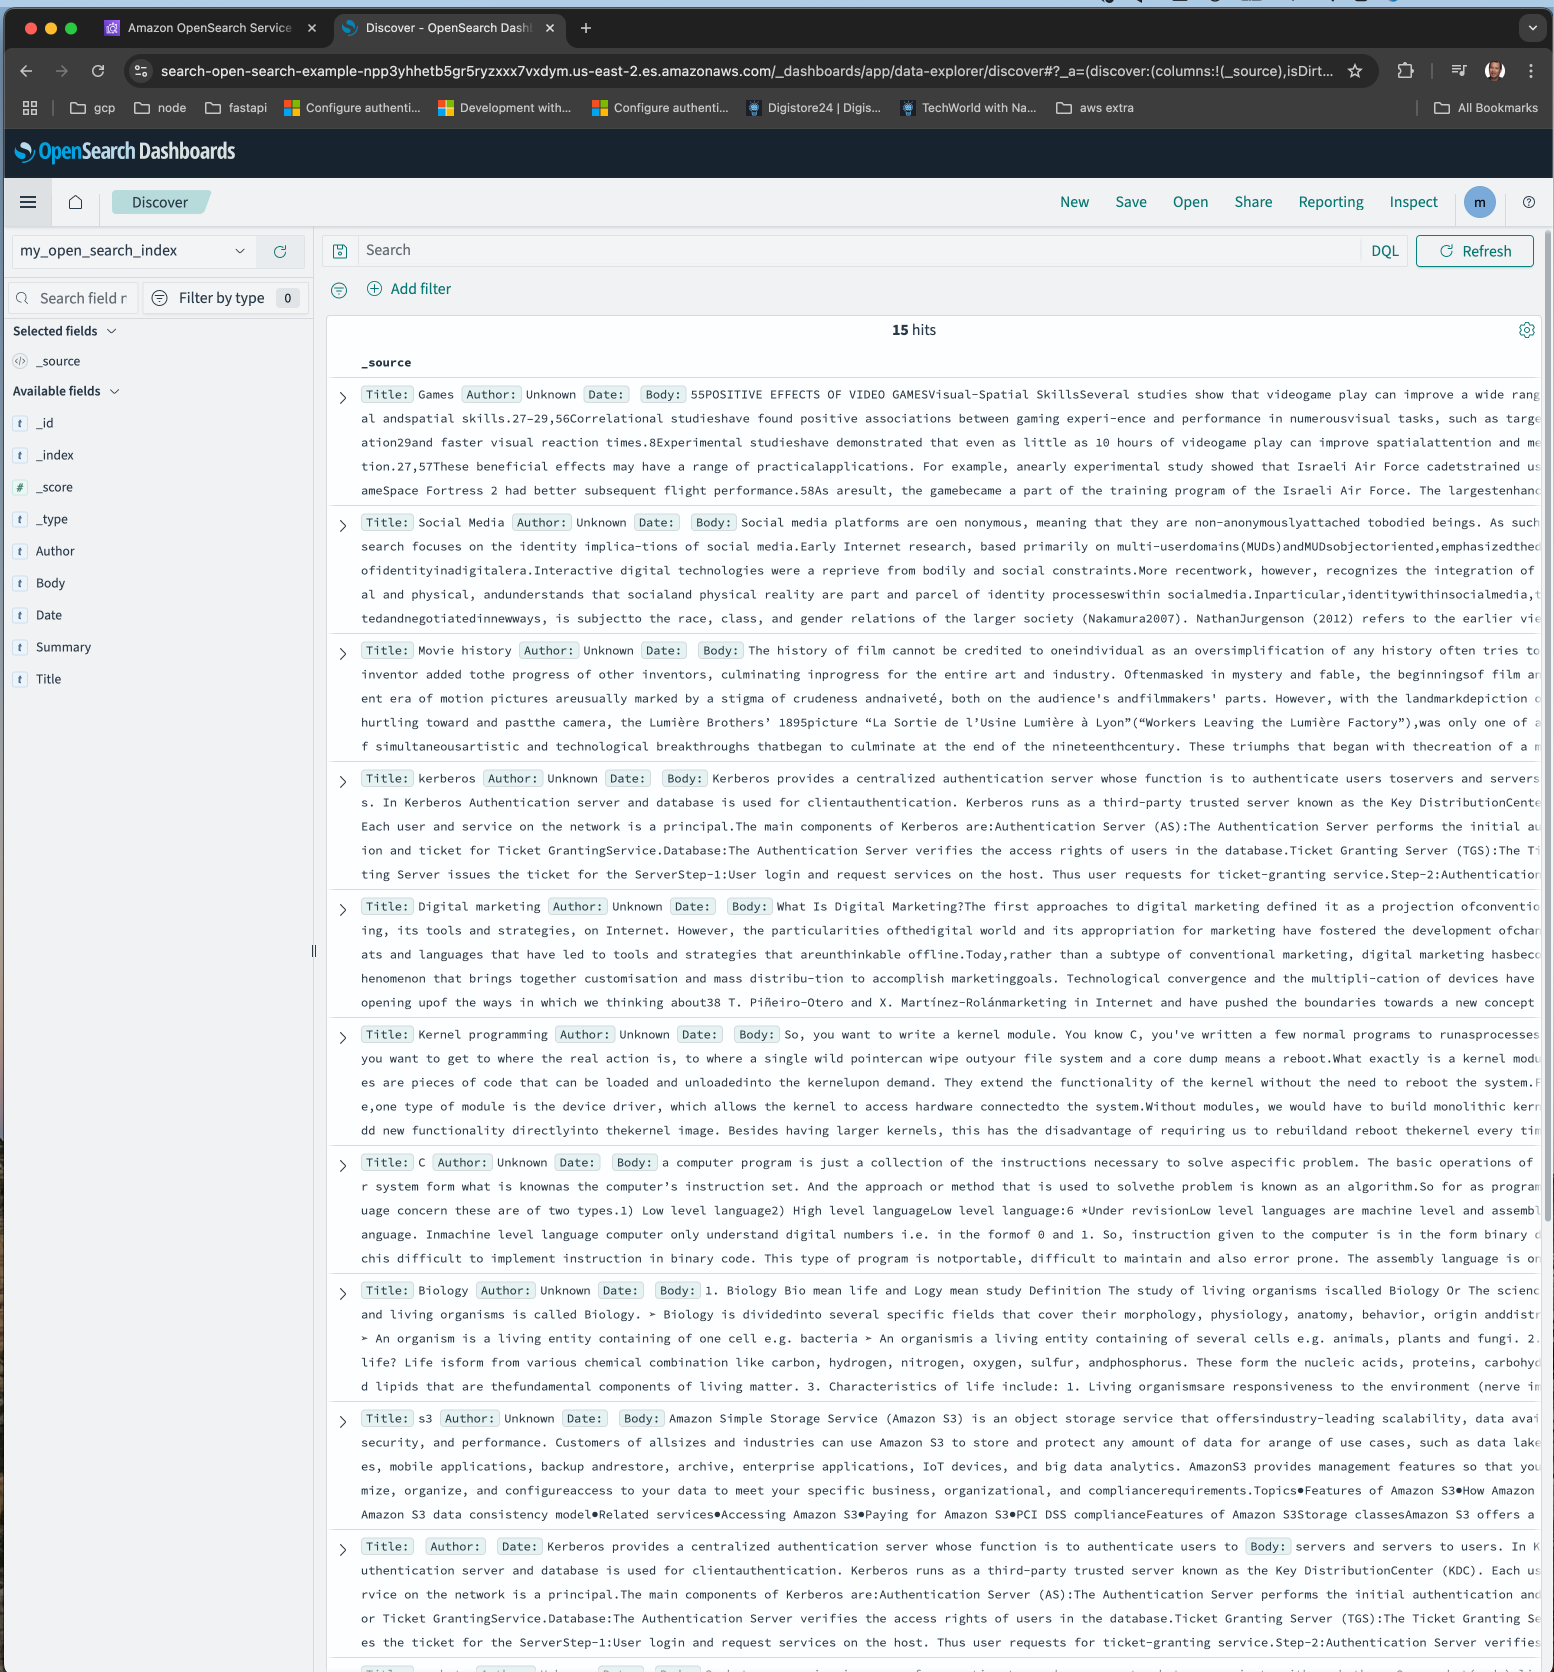 Amazon OpenSearch Service
Discover - OpenSearch Dash
search-open-search-example-npp3yhhetb5gr5ryzxxx7vxdym.us-east-2.es.amazonaws.com/_dashboards/app/data-explorer/discover#?_a=(discover:(columns:!(_source),isDirt...
gcp node fastapi Configure authenti... Development with... Configure authenti... Digistore24 | Digis... TechWorld with Na... aws extra All Bookmarks
OpenSearch Dashboards
Discover New Save Open Share Reporting Inspect m
my_open_search_index
Search DQL Refresh
Search field r Filter by type 0
Add filter
Selected fields
_source
Available fields
_id
_index
_score
_type
Author
Body
Date
Summary
Title
15 hits
_source
Title: Games Author: Unknown Date: Body: 55POSITIVE EFFECTS OF VIDEO GAMESVisual-Spatial SkillsSeveral studies show that videogame play can improve a wide rang
al andspatial skills.27–29,56Correlational studieshave found positive associations between gaming experi-ence and performance in numerousvisual tasks, such as targe
ation29and faster visual reaction times.8Experimental studieshave demonstrated that even as little as 10 hours of videogame play can improve spatialattention and me
tion.27,57These beneficial effects may have a range of practicalapplications. For example, anearly experimental study showed that Israeli Air Force cadetstrained us
ameSpace Fortress 2 had better subsequent flight performance.58As aresult, the gamebecame a part of the training program of the Israeli Air Force. The largestenhanc
Title: Social Media Author: Unknown Date: Body: Social media platforms are oen nonymous, meaning that they are non-anonymouslyattached tobodied beings. As such
search focuses on the identity implica-tions of social media.Early Internet research, based primarily on multi-userdomains(MUDs)andMUDsobjectoriented,emphasizedthed
ofidentityinadigitalera.Interactive digital technologies were a reprieve from bodily and social constraints.More recentwork, however, recognizes the integration of
al and physical, andunderstands that socialand physical reality are part and parcel of identity processeswithin socialmedia.Inparticular,identitywithinsocialmedia,t
tedandnegotiatedinnewways, is subjectto the race, class, and gender relations of the larger society (Nakamura2007). NathanJurgenson (2012) refers to the earlier vie
Title: Movie history Author: Unknown Date: Body: The history of film cannot be credited to oneindividual as an oversimplification of any history often tries to
inventor added tothe progress of other inventors, culminating inprogress for the entire art and industry. Oftenmasked in mystery and fable, the beginningsof film an
ent era of motion pictures areusually marked by a stigma of crudeness andnaiveté, both on the audience's andfilmmakers' parts. However, with the landmarkdepiction o
hurtling toward and pastthe camera, the Lumière Brothers’ 1895picture “La Sortie de l’Usine Lumière à Lyon”(“Workers Leaving the Lumière Factory”),was only one of a
f simultaneousartistic and technological breakthroughs thatbegan to culminate at the end of the nineteenthcentury. These triumphs that began with thecreation of a m
Title: kerberos Author: Unknown Date: Body: Kerberos provides a centralized authentication server whose function is to authenticate users toservers and servers
s. In Kerberos Authentication server and database is used for clientauthentication. Kerberos runs as a third-party trusted server known as the Key DistributionCente
Each user and service on the network is a principal.The main components of Kerberos are:Authentication Server (AS):The Authentication Server performs the initial au
ion and ticket for Ticket GrantingService.Database:The Authentication Server verifies the access rights of users in the database.Ticket Granting Server (TGS):The Ti
ting Server issues the ticket for the ServerStep-1:User login and request services on the host. Thus user requests for ticket-granting service.Step-2:Authentication
Title: Digital marketing Author: Unknown Date: Body: What Is Digital Marketing?The first approaches to digital marketing defined it as a projection ofconventio
ing, its tools and strategies, on Internet. However, the particularities ofthedigital world and its appropriation for marketing have fostered the development ofchan
ats and languages that have led to tools and strategies that areunthinkable offline.Today,rather than a subtype of conventional marketing, digital marketing hasbeco
henomenon that brings together customisation and mass distribu-tion to accomplish marketinggoals. Technological convergence and the multipli-cation of devices have
opening upof the ways in which we thinking about38 T. Piñeiro-Otero and X. Martínez-Rolánmarketing in Internet and have pushed the boundaries towards a new concept
Title: Kernel programming Author: Unknown Date: Body: So, you want to write a kernel module. You know C, you've written a few normal programs to runasprocesses
you want to get to where the real action is, to where a single wild pointercan wipe outyour file system and a core dump means a reboot.What exactly is a kernel modu
es are pieces of code that can be loaded and unloadedinto the kernelupon demand. They extend the functionality of the kernel without the need to reboot the system.F
e,one type of module is the device driver, which allows the kernel to access hardware connectedto the system.Without modules, we would have to build monolithic kern
dd new functionality directlyinto thekernel image. Besides having larger kernels, this has the disadvantage of requiring us to rebuildand reboot thekernel every tim
Title: C Author: Unknown Date: Body: a computer program is just a collection of the instructions necessary to solve aspecific problem. The basic operations of
r system form what is knownas the computer’s instruction set. And the approach or method that is used to solvethe problem is known as an algorithm.So for as program
uage concern these are of two types.1) Low level language2) High level languageLow level language:6 *Under revisionLow level languages are machine level and assembl
anguage. Inmachine level language computer only understand digital numbers i.e. in the formof 0 and 1. So, instruction given to the computer is in the form binary d
chis difficult to implement instruction in binary code. This type of program is notportable, difficult to maintain and also error prone. The assembly language is on
Title: Biology Author: Unknown Date: Body: 1. Biology Bio mean life and Logy mean study Definition The study of living organisms iscalled Biology Or The scienc
and living organisms is called Biology. ➢ Biology is dividedinto several specific fields that cover their morphology, physiology, anatomy, behavior, origin anddistr
➢ An organism is a living entity containing of one cell e.g. bacteria ➢ An organismis a living entity containing of several cells e.g. animals, plants and fungi. 2.
life? Life isform from various chemical combination like carbon, hydrogen, nitrogen, oxygen, sulfur, andphosphorus. These form the nucleic acids, proteins, carbohyd
d lipids that are thefundamental components of living matter. 3. Characteristics of life include: 1. Living organismsare responsiveness to the environment (nerve im
Title: s3 Author: Unknown Date: Body: Amazon Simple Storage Service (Amazon S3) is an object storage service that offersindustry-leading scalability, data avai
security, and performance. Customers of allsizes and industries can use Amazon S3 to store and protect any amount of data for arange of use cases, such as data lake
es, mobile applications, backup andrestore, archive, enterprise applications, IoT devices, and big data analytics. AmazonS3 provides management features so that you
mize, organize, and configureaccess to your data to meet your specific business, organizational, and compliancerequirements.Topics●Features of Amazon S3●How Amazon
Amazon S3 data consistency model●Related services●Accessing Amazon S3●Paying for Amazon S3●PCI DSS complianceFeatures of Amazon S3Storage classesAmazon S3 offers a
Title: Author: Date: Kerberos provides a centralized authentication server whose function is to authenticate users to Body: servers and servers to users. In K
uthentication server and database is used for clientauthentication. Kerberos runs as a third-party trusted server known as the Key DistributionCenter (KDC). Each us
rvice on the network is a principal.The main components of Kerberos are:Authentication Server (AS):The Authentication Server performs the initial authentication and
or Ticket GrantingService.Database:The Authentication Server verifies the access rights of users in the database.Ticket Granting Server (TGS):The Ticket Granting Se
es the ticket for the ServerStep-1:User login and request services on the host. Thus user requests for ticket-granting service.Step-2:Authentication Server verifies